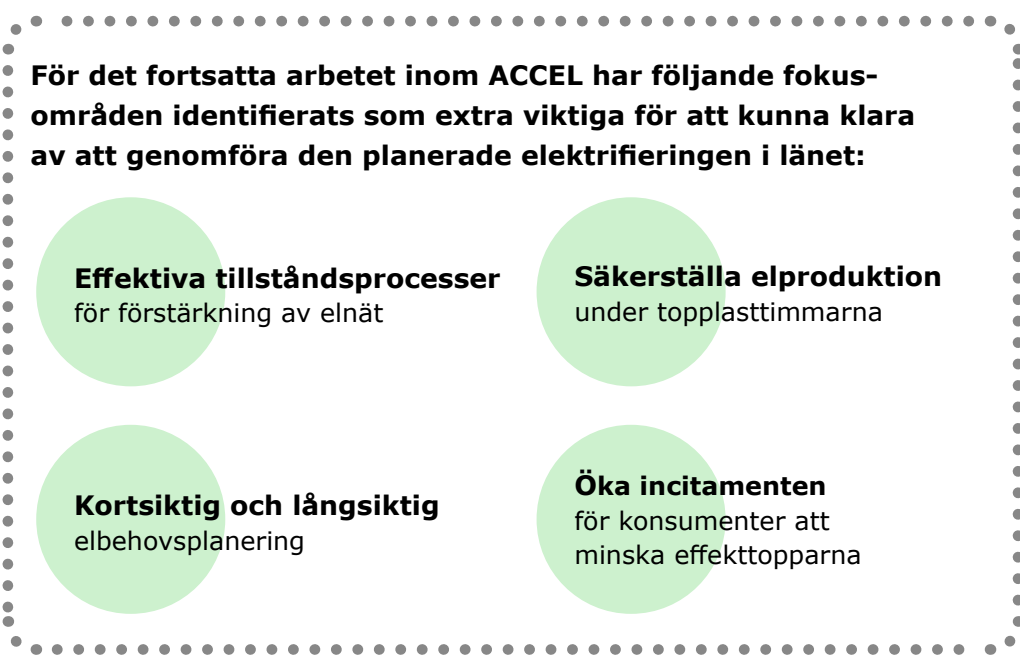 För det fortsatta arbetet inom ACCEL har följande fokus-
områden identifierats som extra viktiga för att kunna klara
av att genomföra den planerade elektrifieringen i länet:
Effektiva tillståndsprocesser
för förstärkning av elnät
Säkerställa elproduktion
under topplasttimmarna
Kortsiktig och långsiktig
elbehovsplanering
Öka incitamenten
för konsumenter att
minska effekttopparna